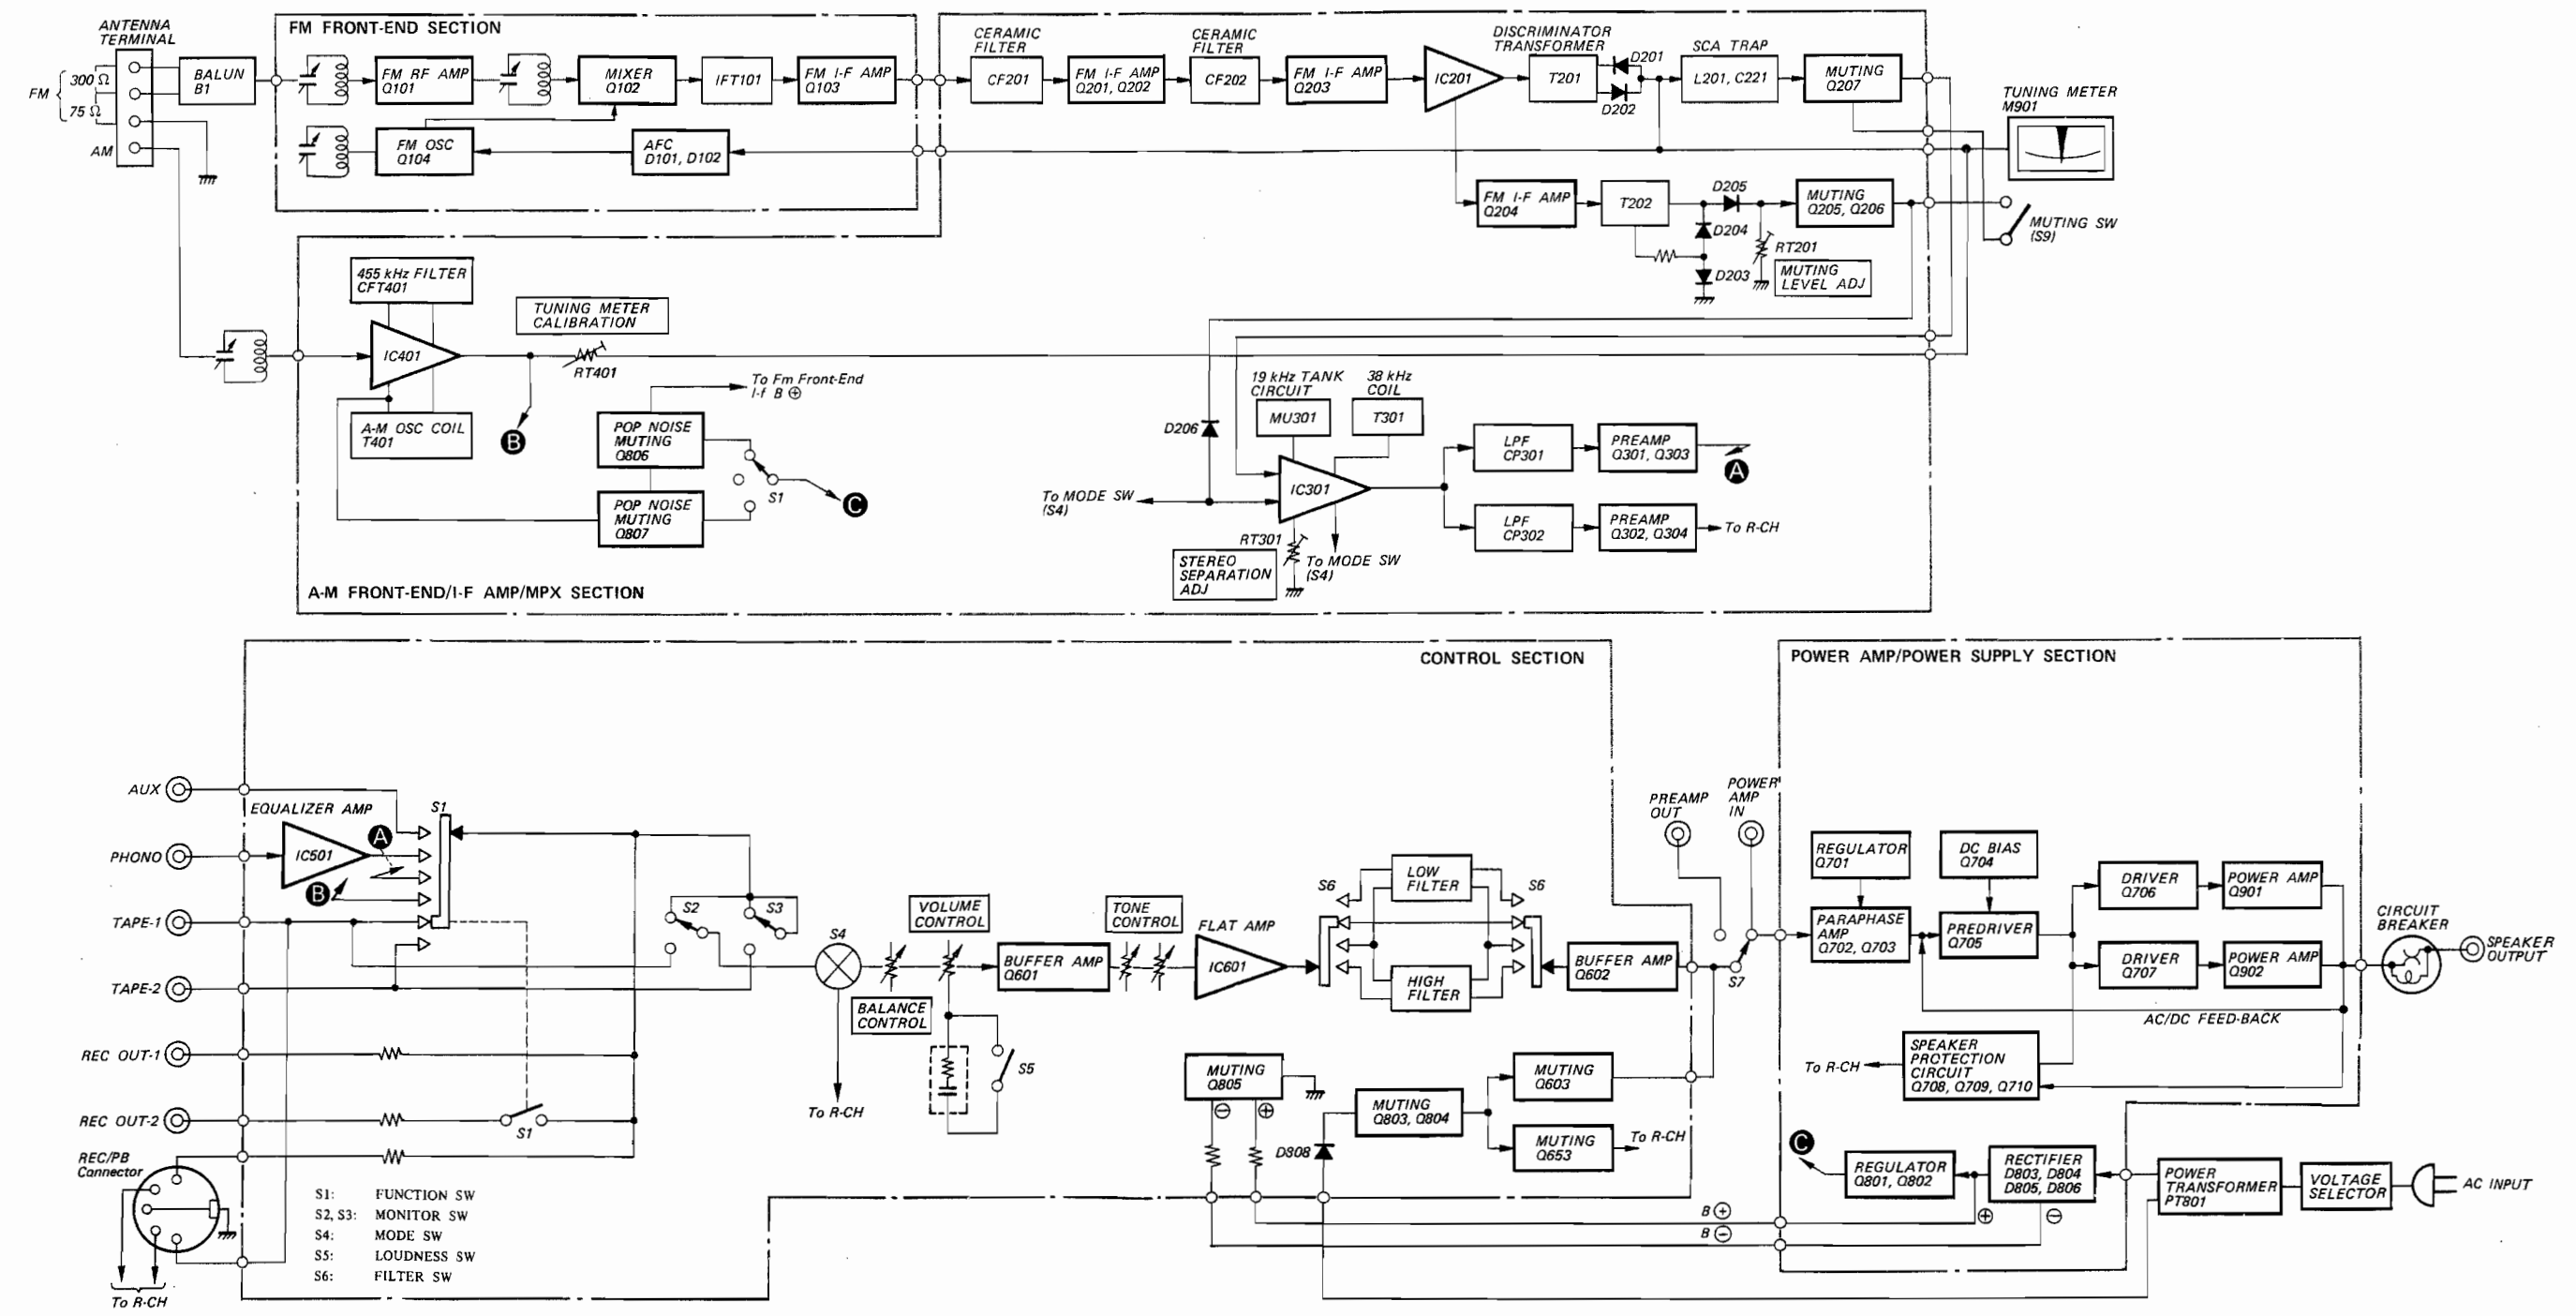 ANTENNA
TERMINAL
FM
300 Ω
75 Ω
AM
BALUN
B1
FM FRONT-END SECTION
FM RF AMP
Q101
MIXER
Q102
IFT101
FM I-F AMP
Q103
FM OSC
Q104
AFC
D101, D102
CERAMIC
FILTER
CF201
FM I-F AMP
Q201, Q202
CERAMIC
FILTER
CF202
FM I-F AMP
Q203
IC201
DISCRIMINATOR
TRANSFORMER
T201
D201
D202
SCA TRAP
L201, C221
MUTING
Q207
TUNING METER
M901
FM I-F AMP
Q204
T202
D205
D204
D203
MUTING
Q205, Q206
RT201
MUTING
LEVEL ADJ
MUTING SW
(S9)
455 kHz FILTER
CFT401
IC401
A-M OSC COIL
T401
TUNING METER
CALIBRATION
RT401
B
To Fm Front-End
I-f B ⊕
POP NOISE
MUTING
Q806
POP NOISE
MUTING
Q807
S1
C
D206
19 kHz TANK
CIRCUIT
MU301
38 kHz
COIL
T301
IC301
To MODE SW
(S4)
RT301
STEREO
SEPARATION
ADJ
To MODE SW
(S4)
LPF
CP301
PREAMP
Q301, Q303
A
LPF
CP302
PREAMP
Q302, Q304
To R-CH
A-M FRONT-END/I-F AMP/MPX SECTION
CONTROL SECTION
POWER AMP/POWER SUPPLY SECTION
AUX
EQUALIZER AMP
PHONO
IC501
A
B
S1
TAPE-1
TAPE-2
REC OUT-1
REC OUT-2
S1
REC/PB
Connector
To R-CH
S1: FUNCTION SW
S2, S3: MONITOR SW
S4: MODE SW
S5: LOUDNESS SW
S6: FILTER SW
S2
S3
S4
To R-CH
BALANCE
CONTROL
VOLUME
CONTROL
S5
BUFFER AMP
Q601
TONE
CONTROL
FLAT AMP
IC601
S6
LOW
FILTER
HIGH
FILTER
S6
BUFFER AMP
Q602
PREAMP
OUT
POWER
AMP
IN
S7
MUTING
Q805
⊖
⊕
D808
MUTING
Q803, Q804
MUTING
Q603
MUTING
Q653
To R-CH
B ⊕
B ⊖
REGULATOR
Q701
DC BIAS
Q704
PARAPHASE
AMP
Q702, Q703
PREDRIVER
Q705
DRIVER
Q706
POWER AMP
Q901
DRIVER
Q707
POWER AMP
Q902
AC/DC FEED-BACK
CIRCUIT
BREAKER
SPEAKER
OUTPUT
To R-CH
SPEAKER
PROTECTION
CIRCUIT
Q708, Q709, Q710
C
REGULATOR
Q801, Q802
RECTIFIER
D803, D804
D805, D806
⊕
⊖
POWER
TRANSFORMER
PT801
VOLTAGE
SELECTOR
AC INPUT